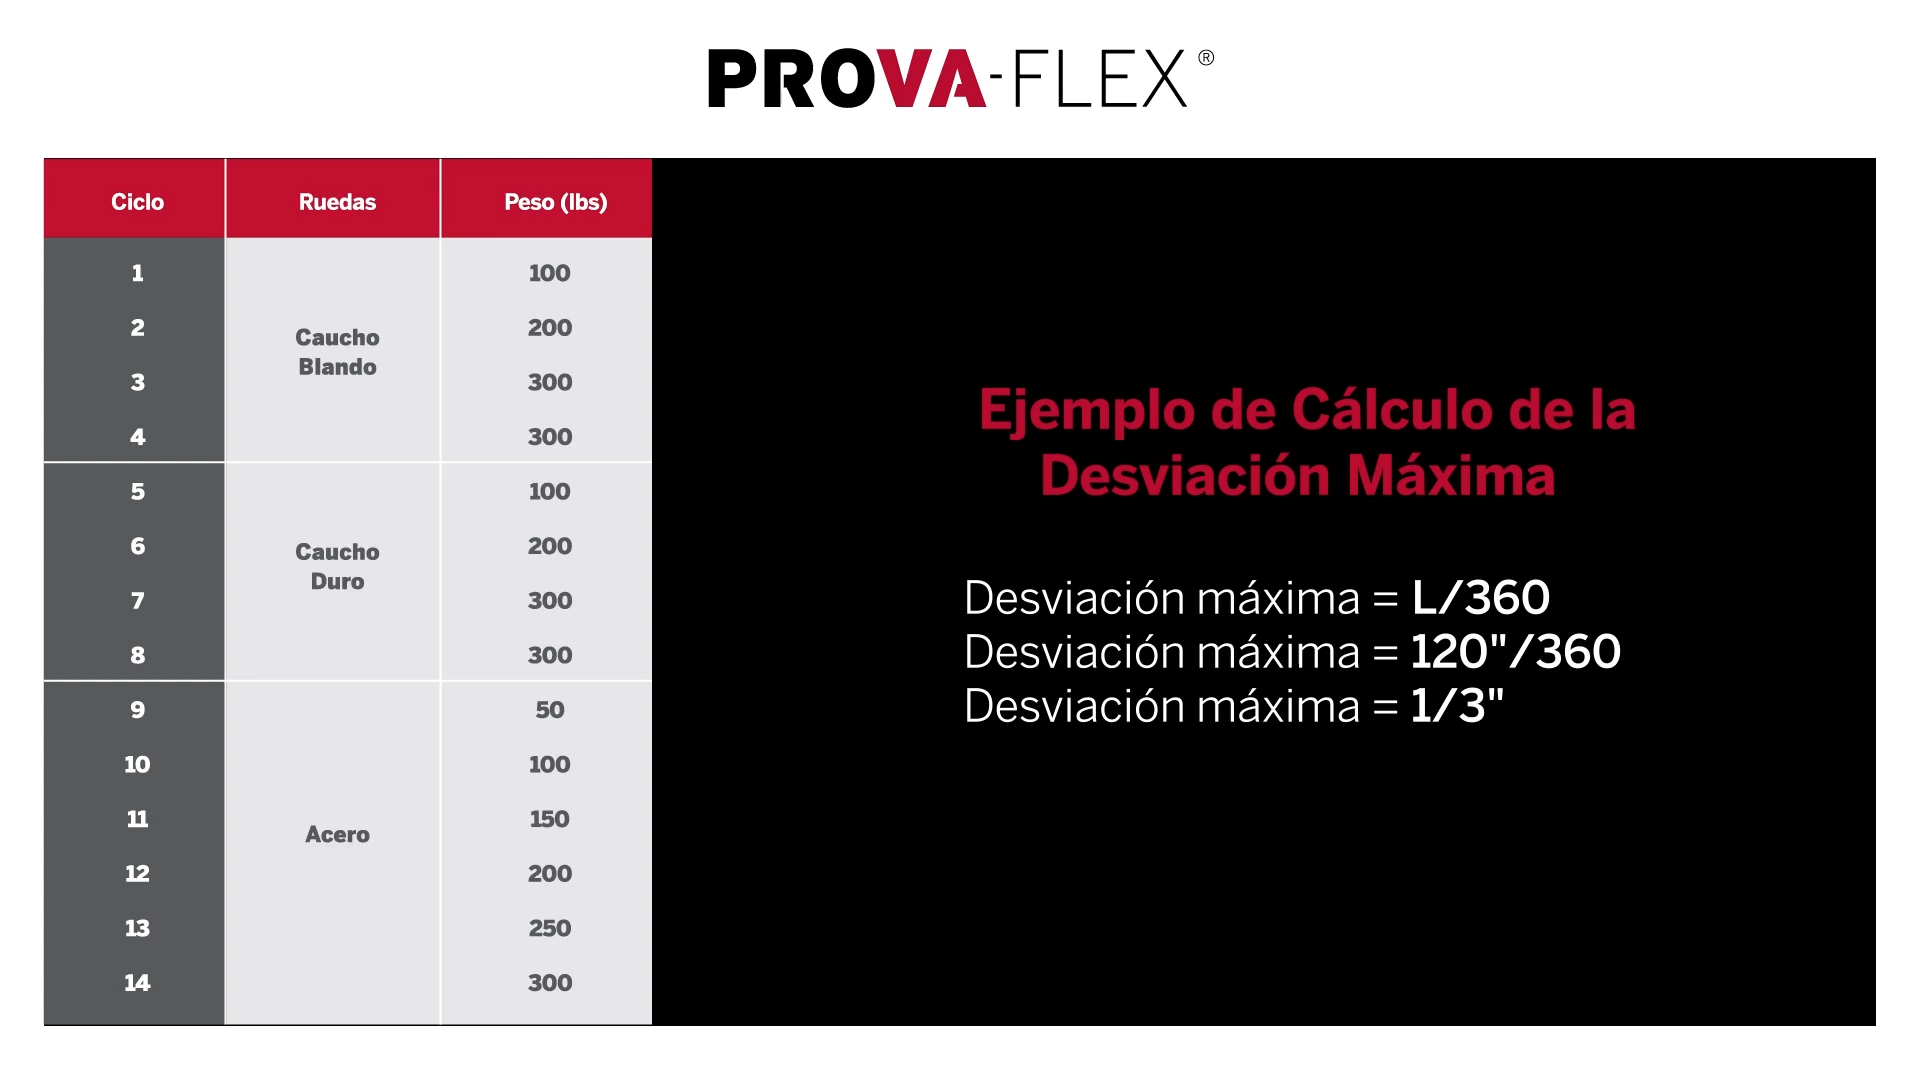 PROVA-FLEX®
Ciclo Ruedas Peso (lbs)
1 100
2 200
Caucho
Blando
3 300
4 300
5 100
6 200
Caucho
Duro
7 300
8 300
9 50
10 100
11 150
Acero
12 200
13 250
14 300
Ejemplo de Cálculo de la
Desviación Máxima
Desviación máxima = L/360
Desviación máxima = 120"/360
Desviación máxima = 1/3"